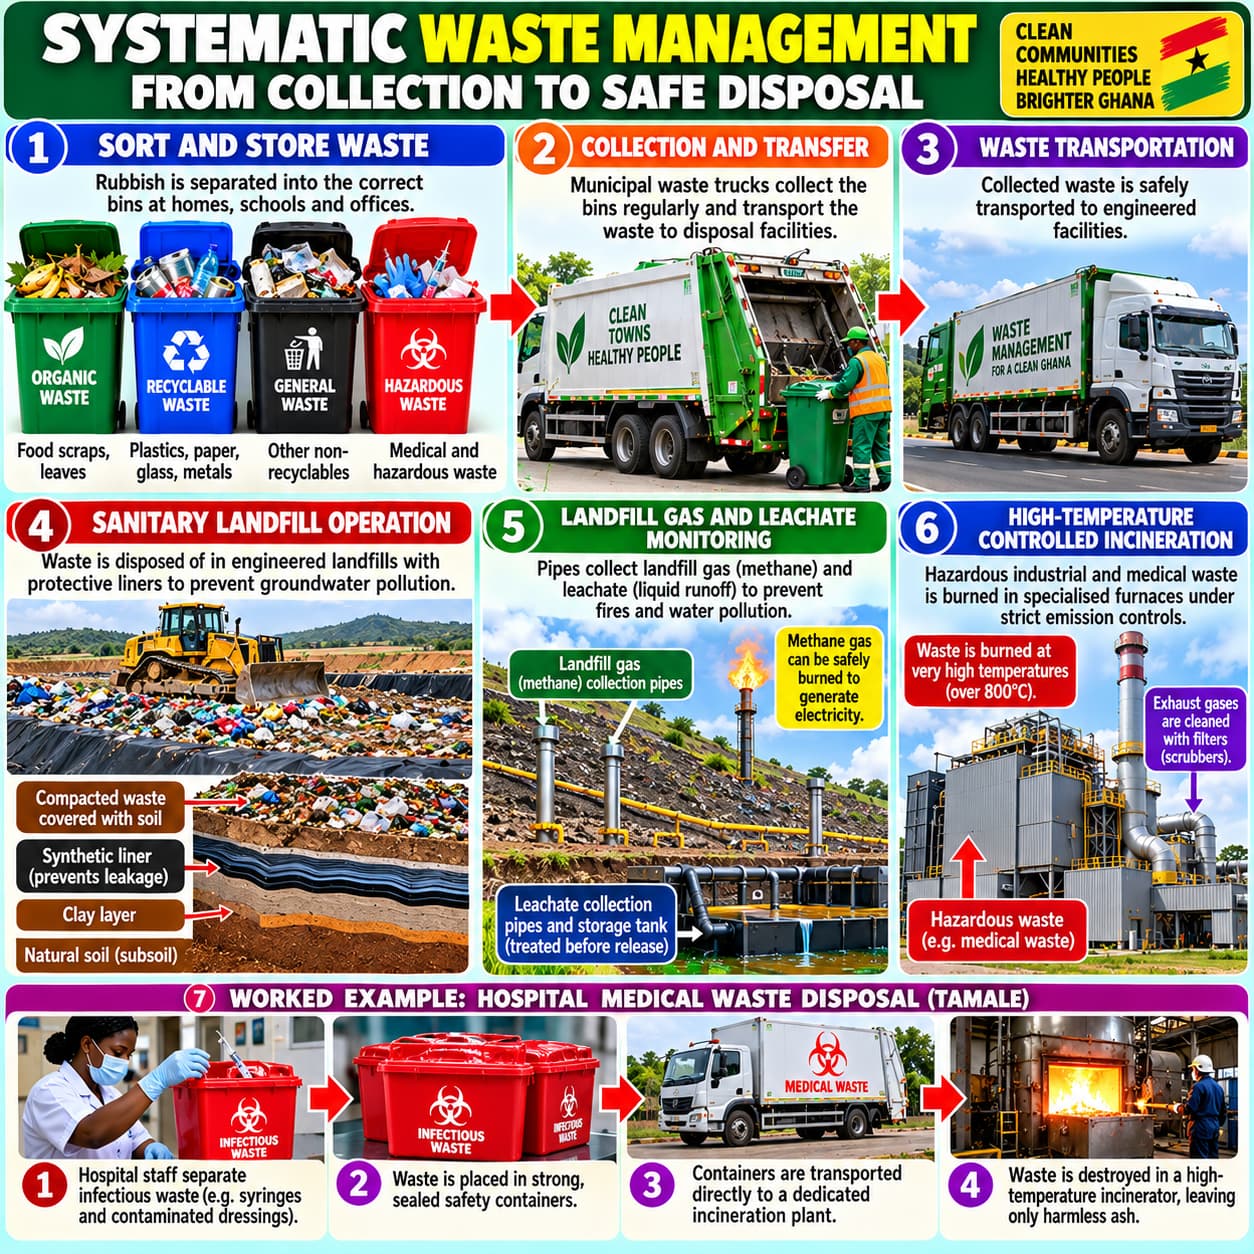 SYSTEMATIC WASTE MANAGEMENT
FROM COLLECTION TO SAFE DISPOSAL
CLEAN
COMMUNITIES
HEALTHY PEOPLE
BRIGHTER GHANA
1 SORT AND STORE WASTE
Rubbish is separated into the correct
bins at homes, schools and offices.
ORGANIC
WASTE
RECYCLABLE
WASTE
GENERAL
WASTE
HAZARDOUS
WASTE
Food scraps,
leaves
Plastics, paper,
glass, metals
Other non-
recyclables
Medical and
hazardous waste
2 COLLECTION AND TRANSFER
Municipal waste trucks collect the
bins regularly and transport the
waste to disposal facilities.
CLEAN
TOWNS
HEALTHY PEOPLE
3 WASTE TRANSPORTATION
Collected waste is safely
transported to engineered
facilities.
WASTE
MANAGEMENT
FOR A CLEAN GHANA
4 SANITARY LANDFILL OPERATION
Waste is disposed of in engineered landfills with
protective liners to prevent groundwater pollution.
Compacted waste
covered with soil
Synthetic liner
(prevents leakage)
Clay layer
Natural soil (subsoil)
5 LANDFILL GAS AND LEACHATE
MONITORING
Pipes collect landfill gas (methane) and
leachate (liquid runoff) to prevent
fires and water pollution.
Landfill gas
(methane) collection pipes
Methane gas
can be safely
burned to
generate
electricity.
Leachate collection
pipes and storage tank
(treated before release)
6 HIGH-TEMPERATURE
CONTROLLED INCINERATION
Hazardous industrial and medical waste
is burned in specialised furnaces under
strict emission controls.
Waste is burned at
very high temperatures
(over 800°C).
Exhaust gases
are cleaned
with filters
(scrubbers).
Hazardous waste
(e.g. medical waste)
7 WORKED EXAMPLE: HOSPITAL MEDICAL WASTE DISPOSAL (TAMALE)
INFECTIOUS
WASTE
INFECTIOUS
WASTE
INFECTIOUS
WASTE
MEDICAL WASTE
1 Hospital staff separate
infectious waste (e.g. syringes
and contaminated dressings).
2 Waste is placed in strong,
sealed safety containers.
3 Containers are transported
directly to a dedicated
incineration plant.
4 Waste is destroyed in a high-
temperature incinerator, leaving
only harmless ash.